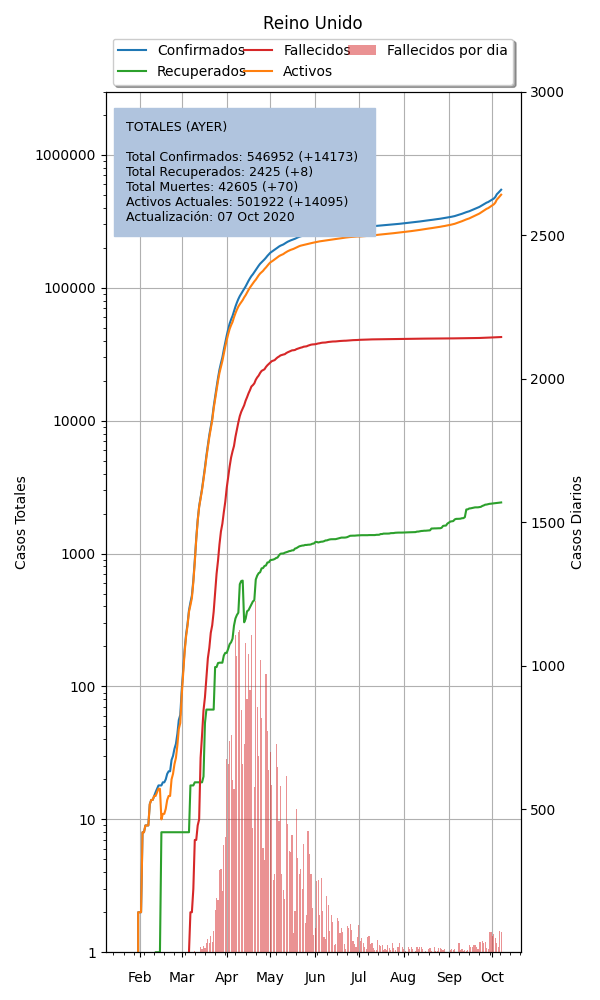 Reino Unido
Confirmados
Fallecidos
Fallecidos por dia
Recuperados
Activos
TOTALES (AYER)
Total Confirmados: 546952 (+14173)
Total Recuperados: 2425 (+8)
Total Muertes: 42605 (+70)
Activos Actuales: 501922 (+14095)
Actualización: 07 Oct 2020
Casos Totales
1000000
100000
10000
1000
100
10
1
Casos Diarios
3000
2500
2000
1500
1000
500
Feb Mar Apr May Jun Jul Aug Sep Oct